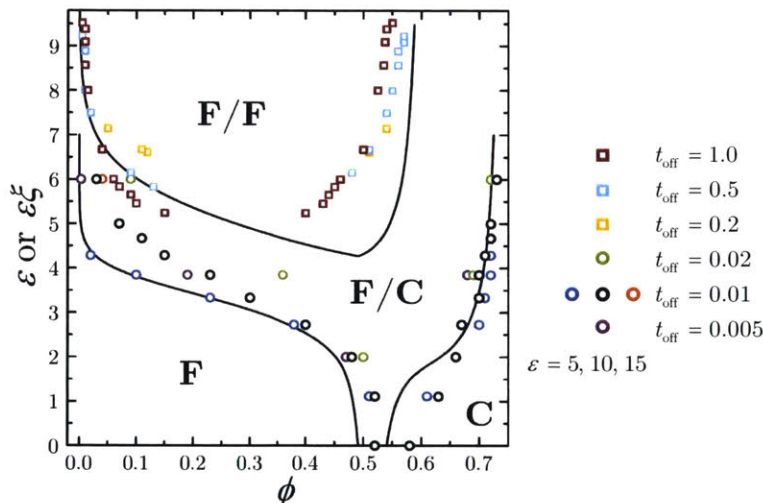 9
8
7
6
5
4
3
2
1
0
ε or εξ
F/F
F/C
F
C
0.0 0.1 0.2 0.3 0.4 0.5 0.6 0.7
ϕ
t_off = 1.0
t_off = 0.5
t_off = 0.2
t_off = 0.02
t_off = 0.01
t_off = 0.005
ε = 5, 10, 15